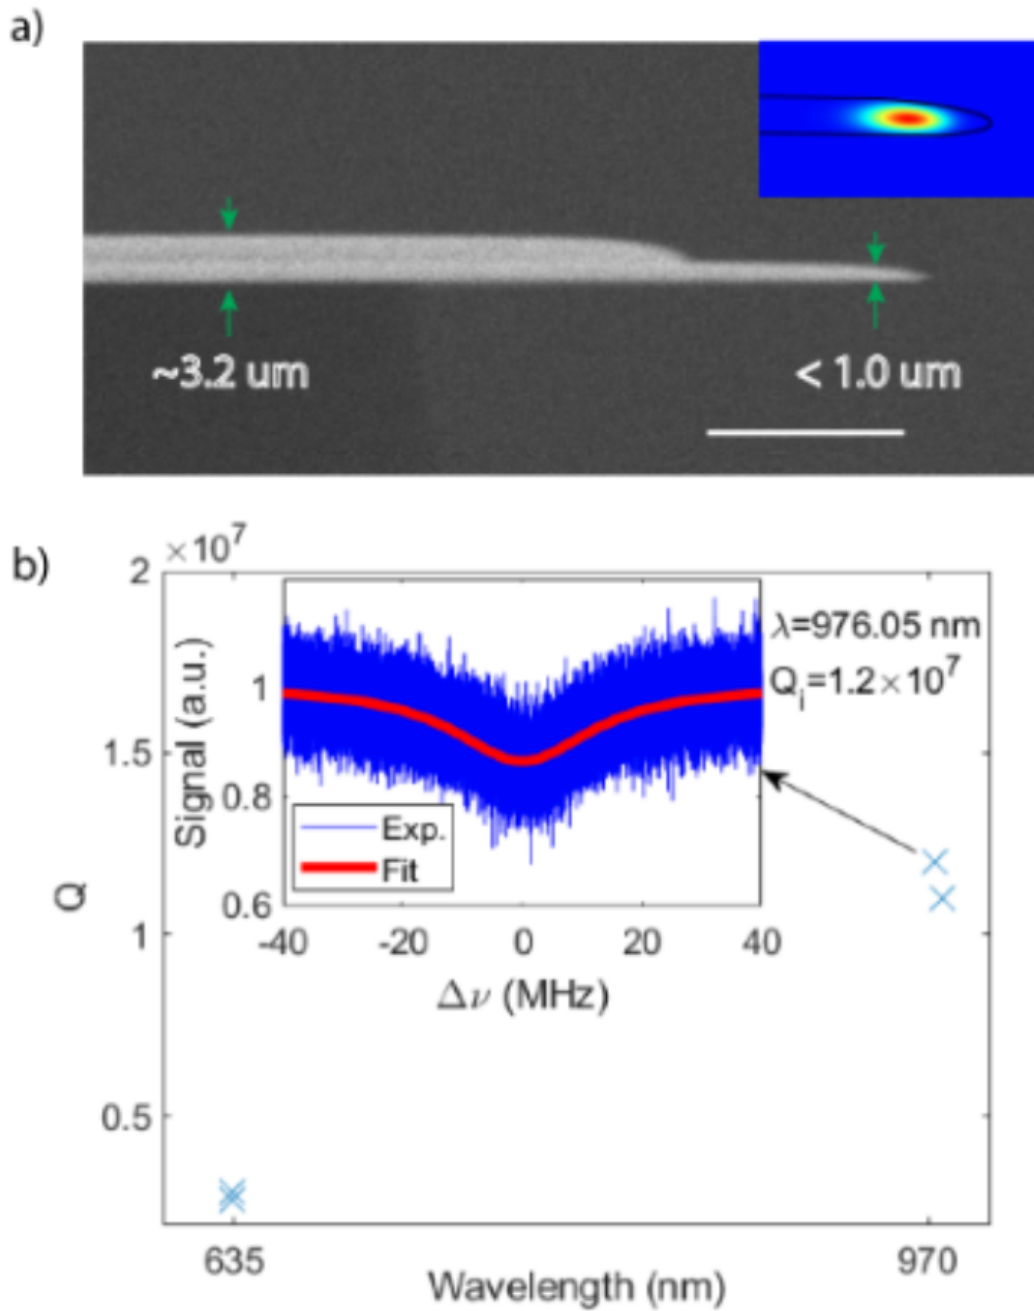 a)
~3.2 um
< 1.0 um
b)
×10⁷
2
1.5
1
0.5
Q
635
970
Wavelength (nm)
Signal (a.u.)
1
0.8
0.6
-40
-20
0
20
40
Δν (MHz)
Exp.
Fit
λ=976.05 nm
Qᵢ=1.2×10⁷